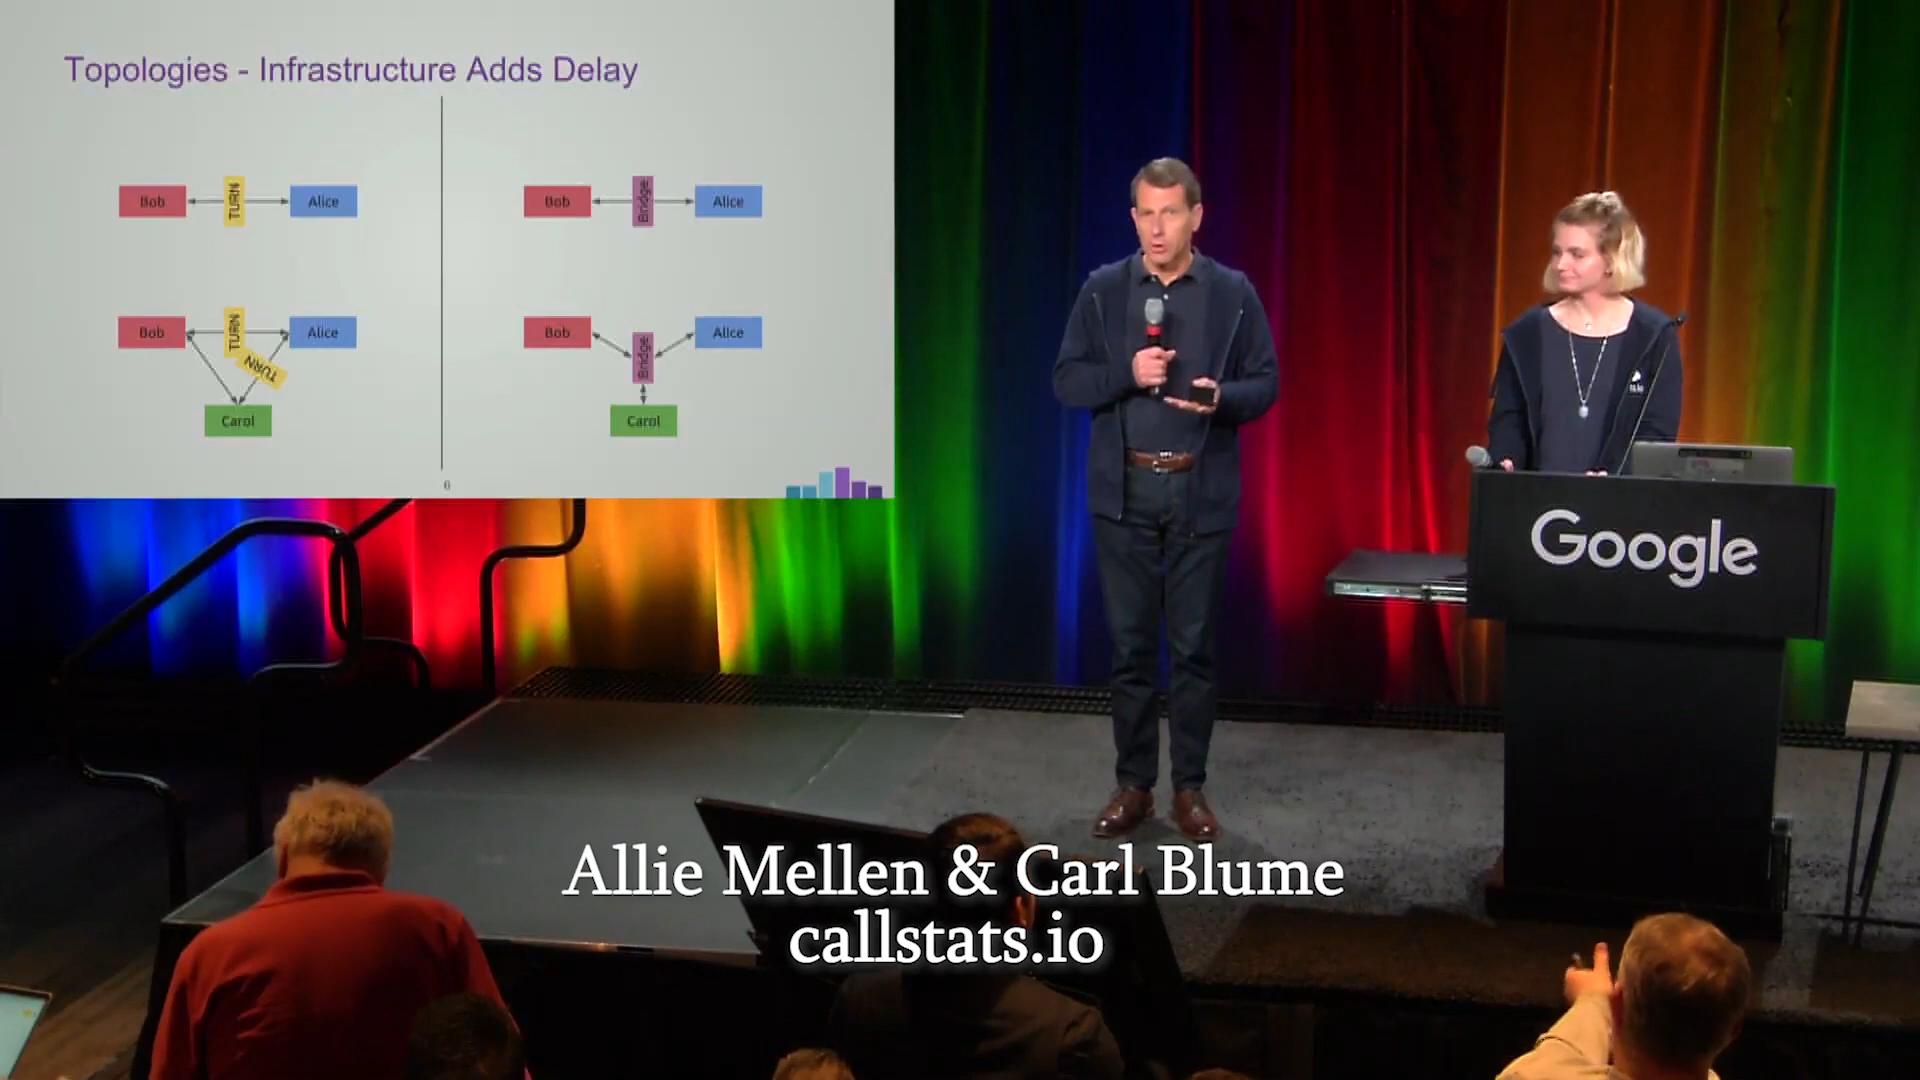 Topologies - Infrastructure Adds Delay
Bob
TURN
Alice
Bob
Bridge
Alice
Bob
TURN
Alice
TURN
Carol
Bob
Bridge
Alice
Carol
Google
Allie Mellen & Carl Blume
callstats.io